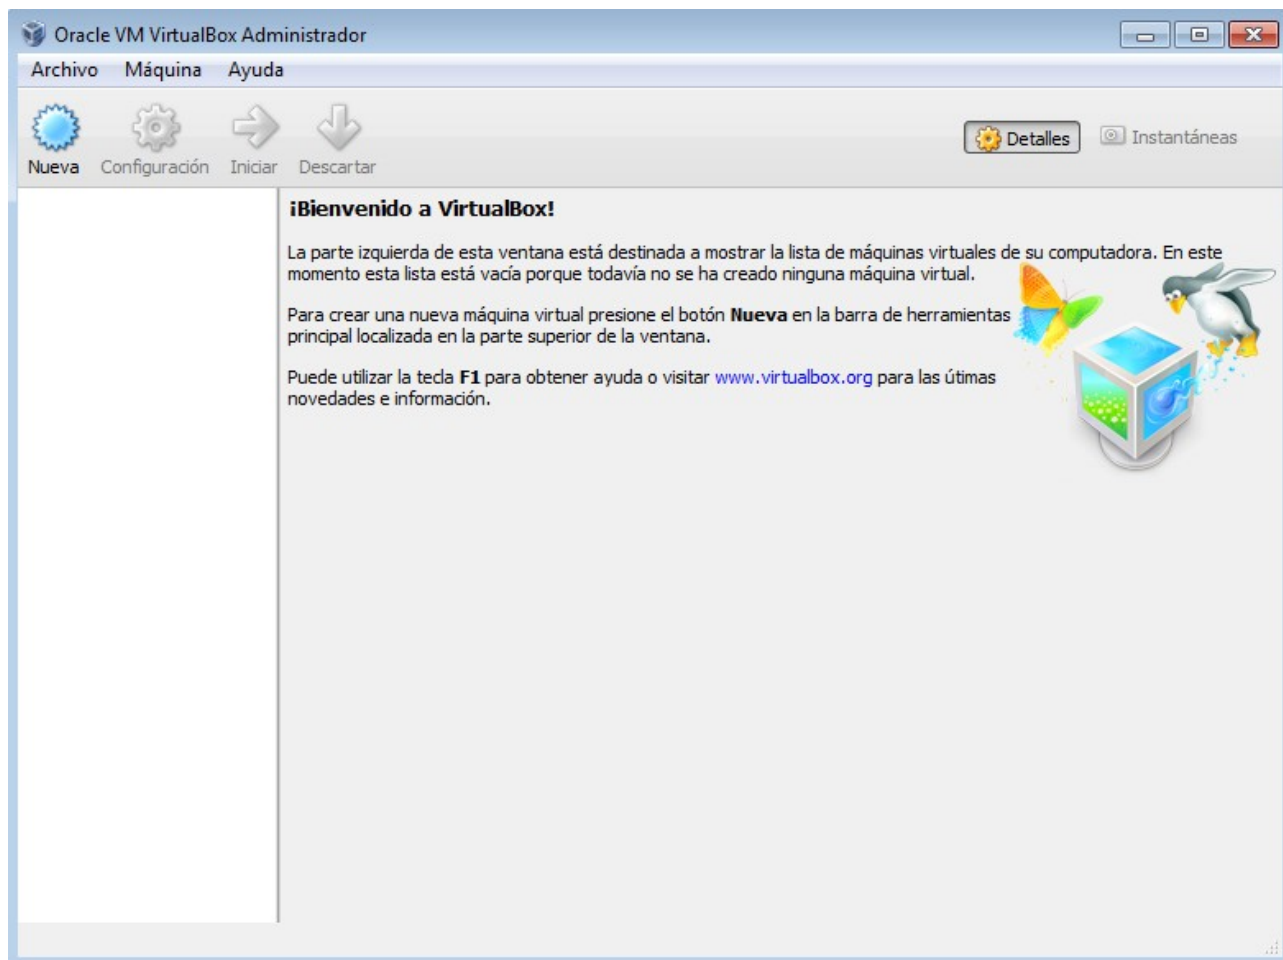 Oracle VM VirtualBox Administrador
Archivo Máquina Ayuda
Nueva Configuración Iniciar Descartar Detalles Instantáneas
¡Bienvenido a VirtualBox!
La parte izquierda de esta ventana está destinada a mostrar la lista de máquinas virtuales de su computadora. En este
momento esta lista está vacía porque todavía no se ha creado ninguna máquina virtual.
Para crear una nueva máquina virtual presione el botón Nueva en la barra de herramientas
principal localizada en la parte superior de la ventana.
Puede utilizar la tecla F1 para obtener ayuda o visitar www.virtualbox.org para las útimas
novedades e información.